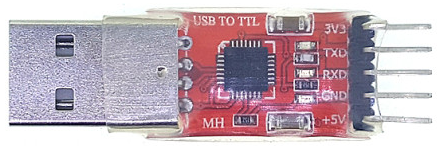 USB TO TTL
3V3
TXD
RXD
GND
+5V
MH